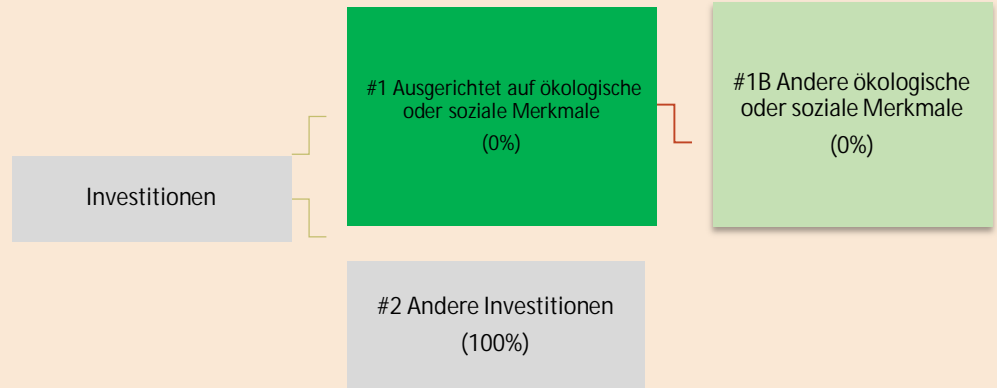 Investitionen
#1 Ausgerichtet auf ökologische
oder soziale Merkmale
(0%)
#1B Andere ökologische
oder soziale Merkmale
(0%)
#2 Andere Investitionen
(100%)